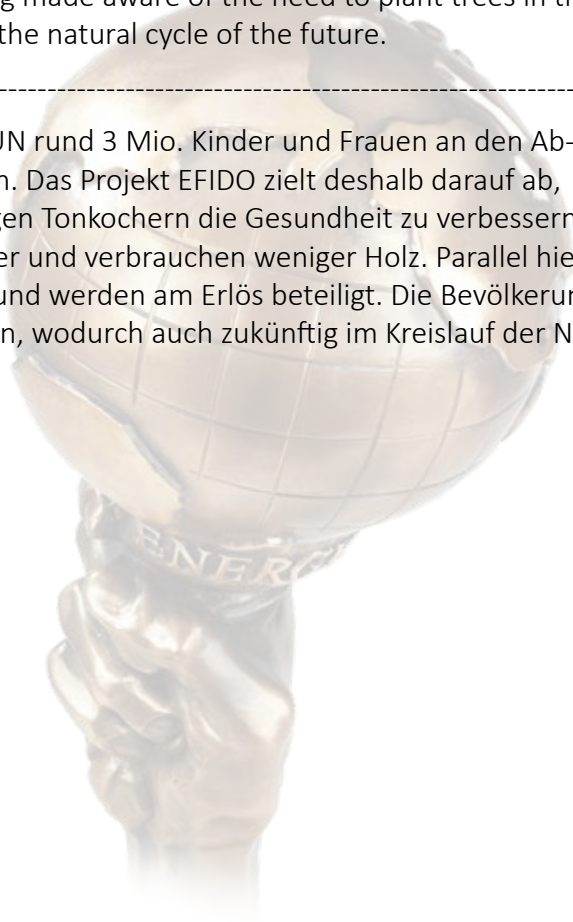 made aware of the need to plant trees in
the natural cycle of the future.
---------------------------------------------------------------
UN rund 3 Mio. Kinder und Frauen an den Ab-
n. Das Projekt EFIDO zielt deshalb darauf ab,
gen Tonkochern die Gesundheit zu verbessern
er und verbrauchen weniger Holz. Parallel hie
und werden am Erlös beteiligt. Die Bevölkerun
n, wodurch auch zukünftig im Kreislauf der N
ENERG